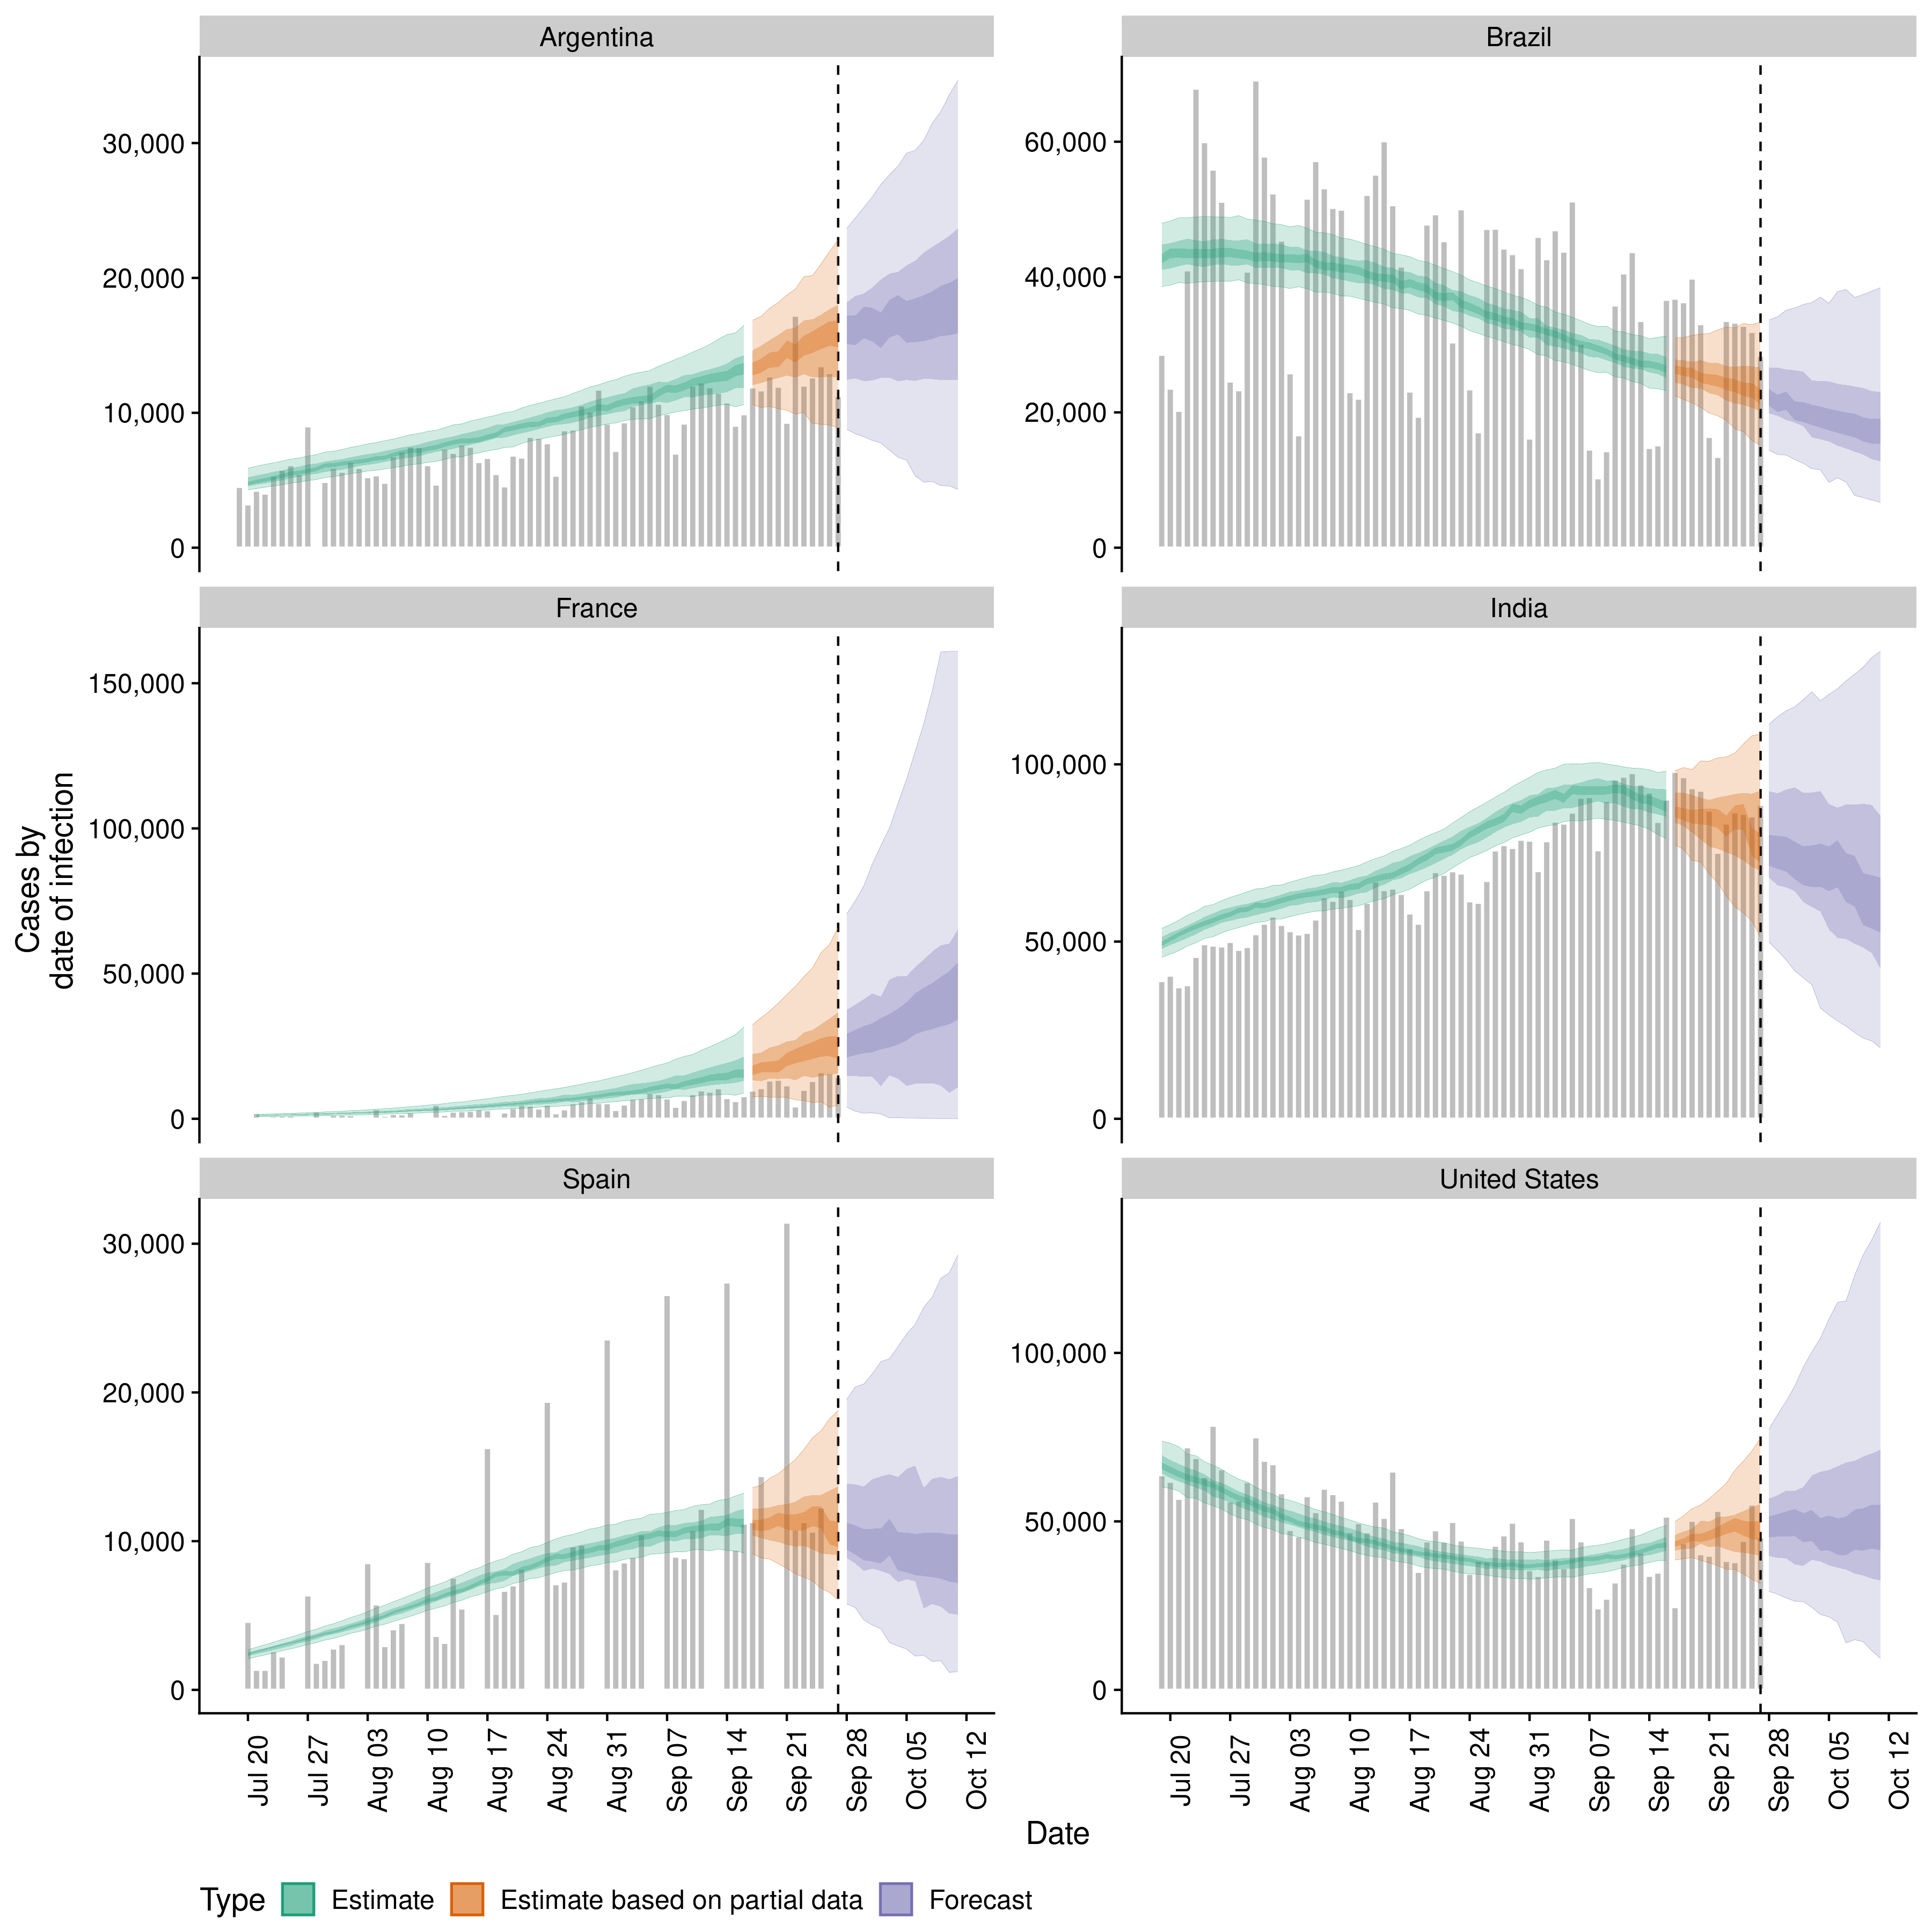 Argentina
Brazil
30,000
20,000
10,000
0
60,000
40,000
20,000
0
France
India
150,000
100,000
50,000
0
100,000
50,000
0
Cases by
date of infection
Spain
United States
30,000
20,000
10,000
0
100,000
50,000
0
Jul 20
Jul 27
Aug 03
Aug 10
Aug 17
Aug 24
Aug 31
Sep 07
Sep 14
Sep 21
Sep 28
Oct 05
Oct 12
Jul 20
Jul 27
Aug 03
Aug 10
Aug 17
Aug 24
Aug 31
Sep 07
Sep 14
Sep 21
Sep 28
Oct 05
Oct 12
Date
Type Estimate Estimate based on partial data Forecast